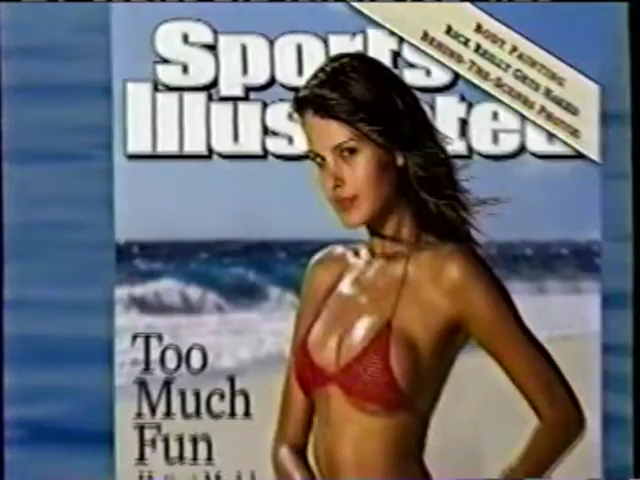 Sports
Illustrated
BODY PAINTING
RICK REILLY GETS NAKED
BEHIND-THE-SCENES PHOTOS
Too
Much
Fun